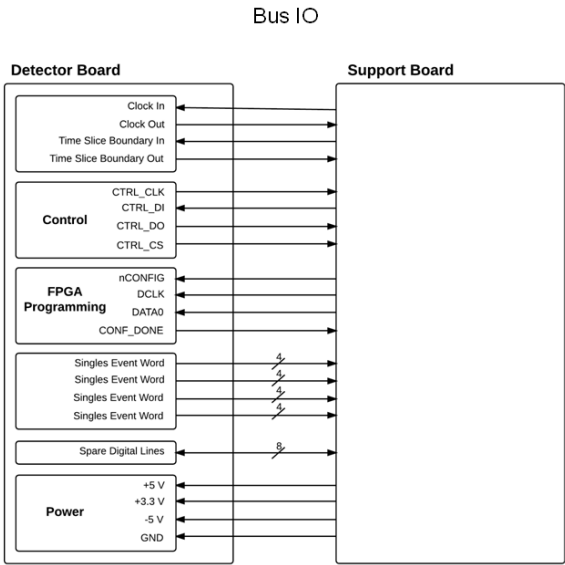 Bus IO
Detector Board
Support Board
Clock In
Clock Out
Time Slice Boundary In
Time Slice Boundary Out
Control
CTRL_CLK
CTRL_DI
CTRL_DO
CTRL_CS
FPGA
Programming
nCONFIG
DCLK
DATA0
CONF_DONE
Singles Event Word
4
Singles Event Word
4
Singles Event Word
4
Singles Event Word
4
Spare Digital Lines
8
Power
+5 V
+3.3 V
-5 V
GND